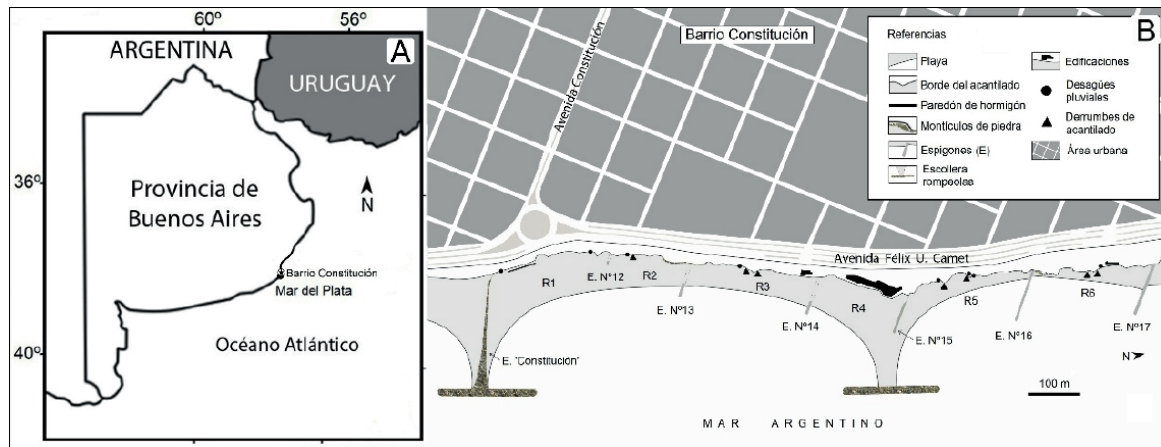 60º
56º
36º
40º
ARGENTINA
A
URUGUAY
Provincia de
Buenos Aires
N
Barrio Constitución
Mar del Plata
Océano Atlántico
B
Barrio Constitución
Avenida Constitución
Referencias
Playa
Borde del acantilado
Paredón de hormigón
Montículos de piedra
Espigones (E)
Escollera
rompeolas
Edificaciones
Desagües
pluviales
Derrumbes de
acantilado
Área urbana
Avenida Félix U. Camet
R1
E. Nº12
R2
E. Nº13
R3
E. Nº14
R4
E. Nº15
R5
E. Nº16
R6
E. Nº17
E. "Constitución"
N
100 m
MAR ARGENTINO